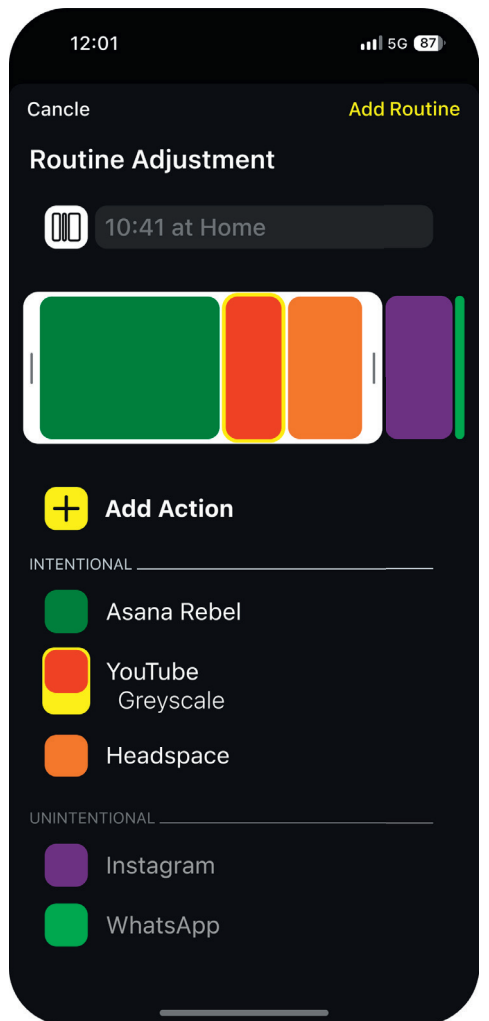 12:01
5G 87
Cancle
Add Routine
Routine Adjustment
10:41 at Home
Add Action
INTENTIONAL
Asana Rebel
YouTube
Greyscale
Headspace
UNINTENTIONAL
Instagram
WhatsApp